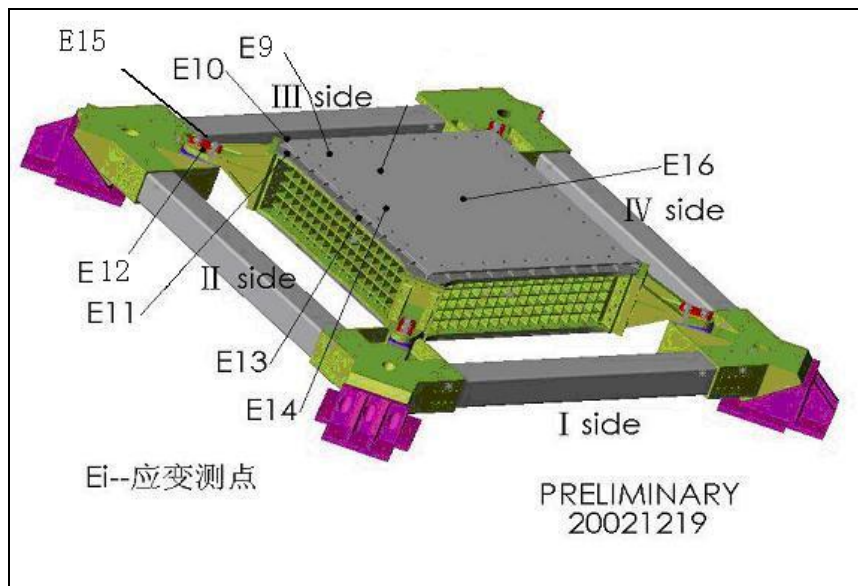 E15
E10
E9
III side
E16
IV side
E12
II side
E11
E13
E14
I side
Ei--应变测点
PRELIMINARY
20021219